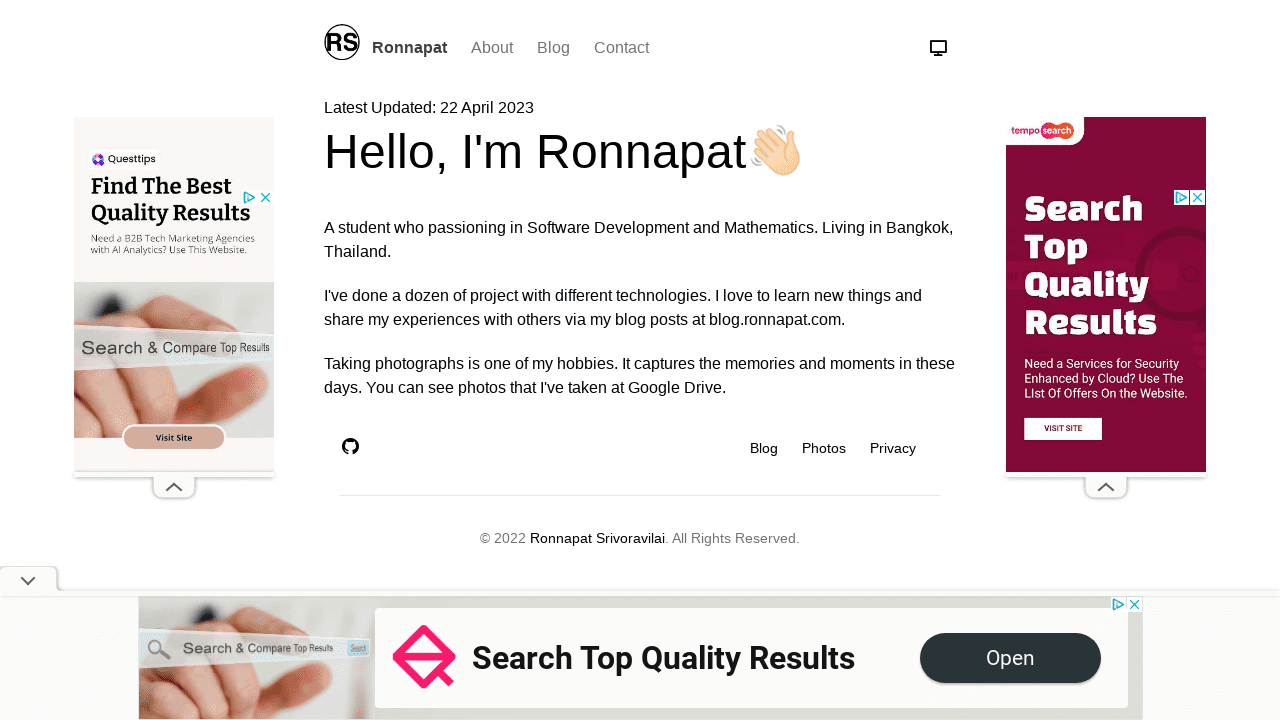 RS Ronnapat About Blog Contact
Latest Updated: 22 April 2023
Hello, I'm Ronnapat👋🏻
A student who passioning in Software Development and Mathematics. Living in Bangkok,
Thailand.
I've done a dozen of project with different technologies. I love to learn new things and
share my experiences with others via my blog posts at blog.ronnapat.com.
Taking photographs is one of my hobbies. It captures the memories and moments in these
days. You can see photos that I've taken at Google Drive.
Blog Photos Privacy
© 2022 Ronnapat Srivoravilai. All Rights Reserved.
Questtips
Find The Best
Quality Results
Need a B2B Tech Marketing Agencies
with AI Analytics? Use This Website.
Search & Compare Top Results
Visit Site
temposearch
Search
Top
Quality
Results
Need a Services for Security
Enhanced by Cloud? Use The
LIst Of Offers On the Website.
VISIT SITE
Search & Compare Top Results Search
Search Top Quality Results
Open